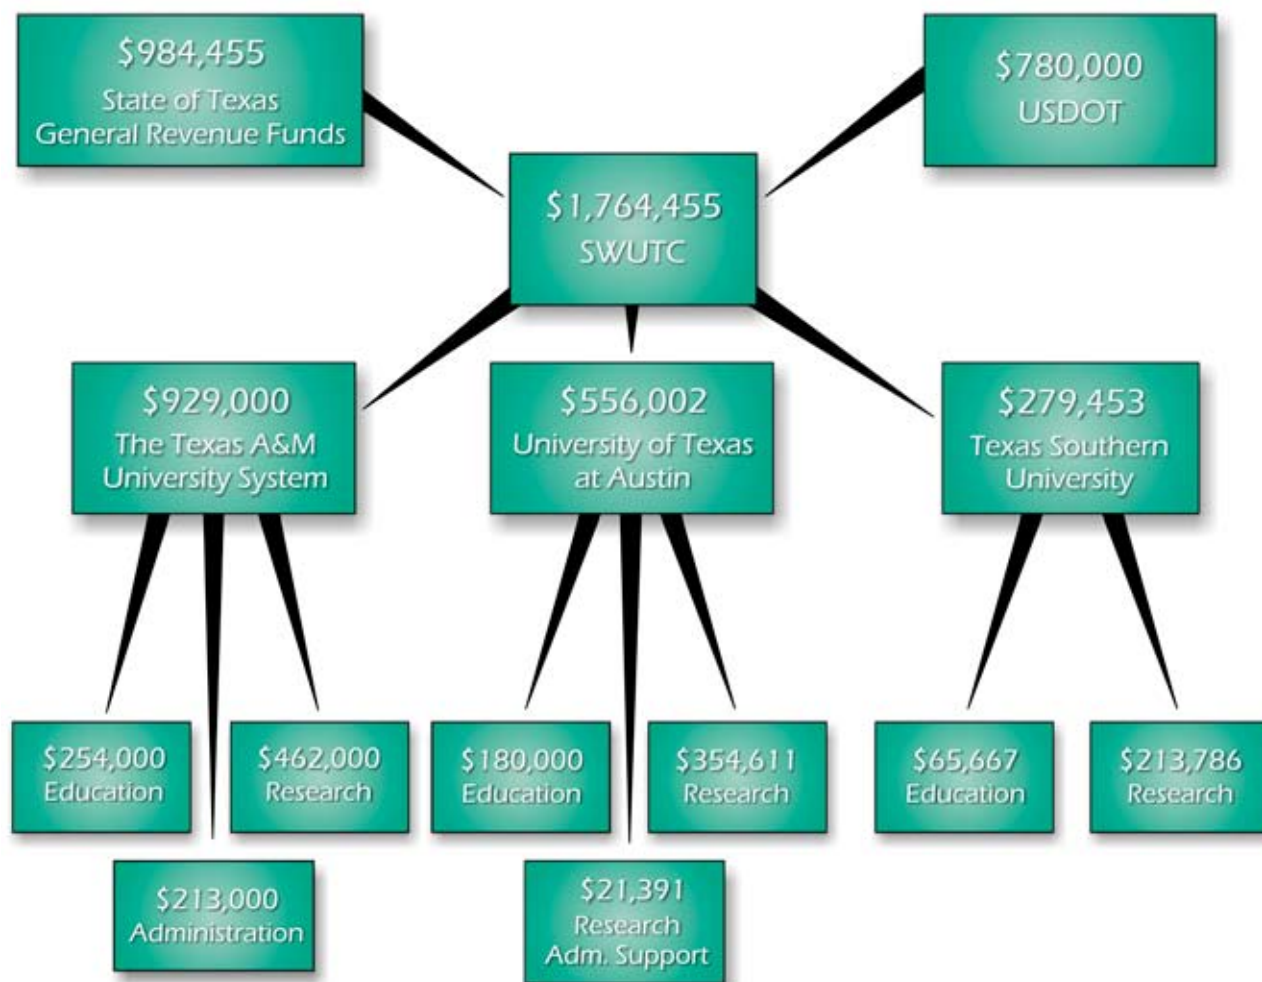 $984,455
State of Texas
General Revenue Funds
$780,000
USDOT
$1,764,455
SWUTC
$929,000
The Texas A&M
University System
$556,002
University of Texas
at Austin
$279,453
Texas Southern
University
$254,000
Education
$462,000
Research
$180,000
Education
$354,611
Research
$65,667
Education
$213,786
Research
$213,000
Administration
$21,391
Research
Adm. Support